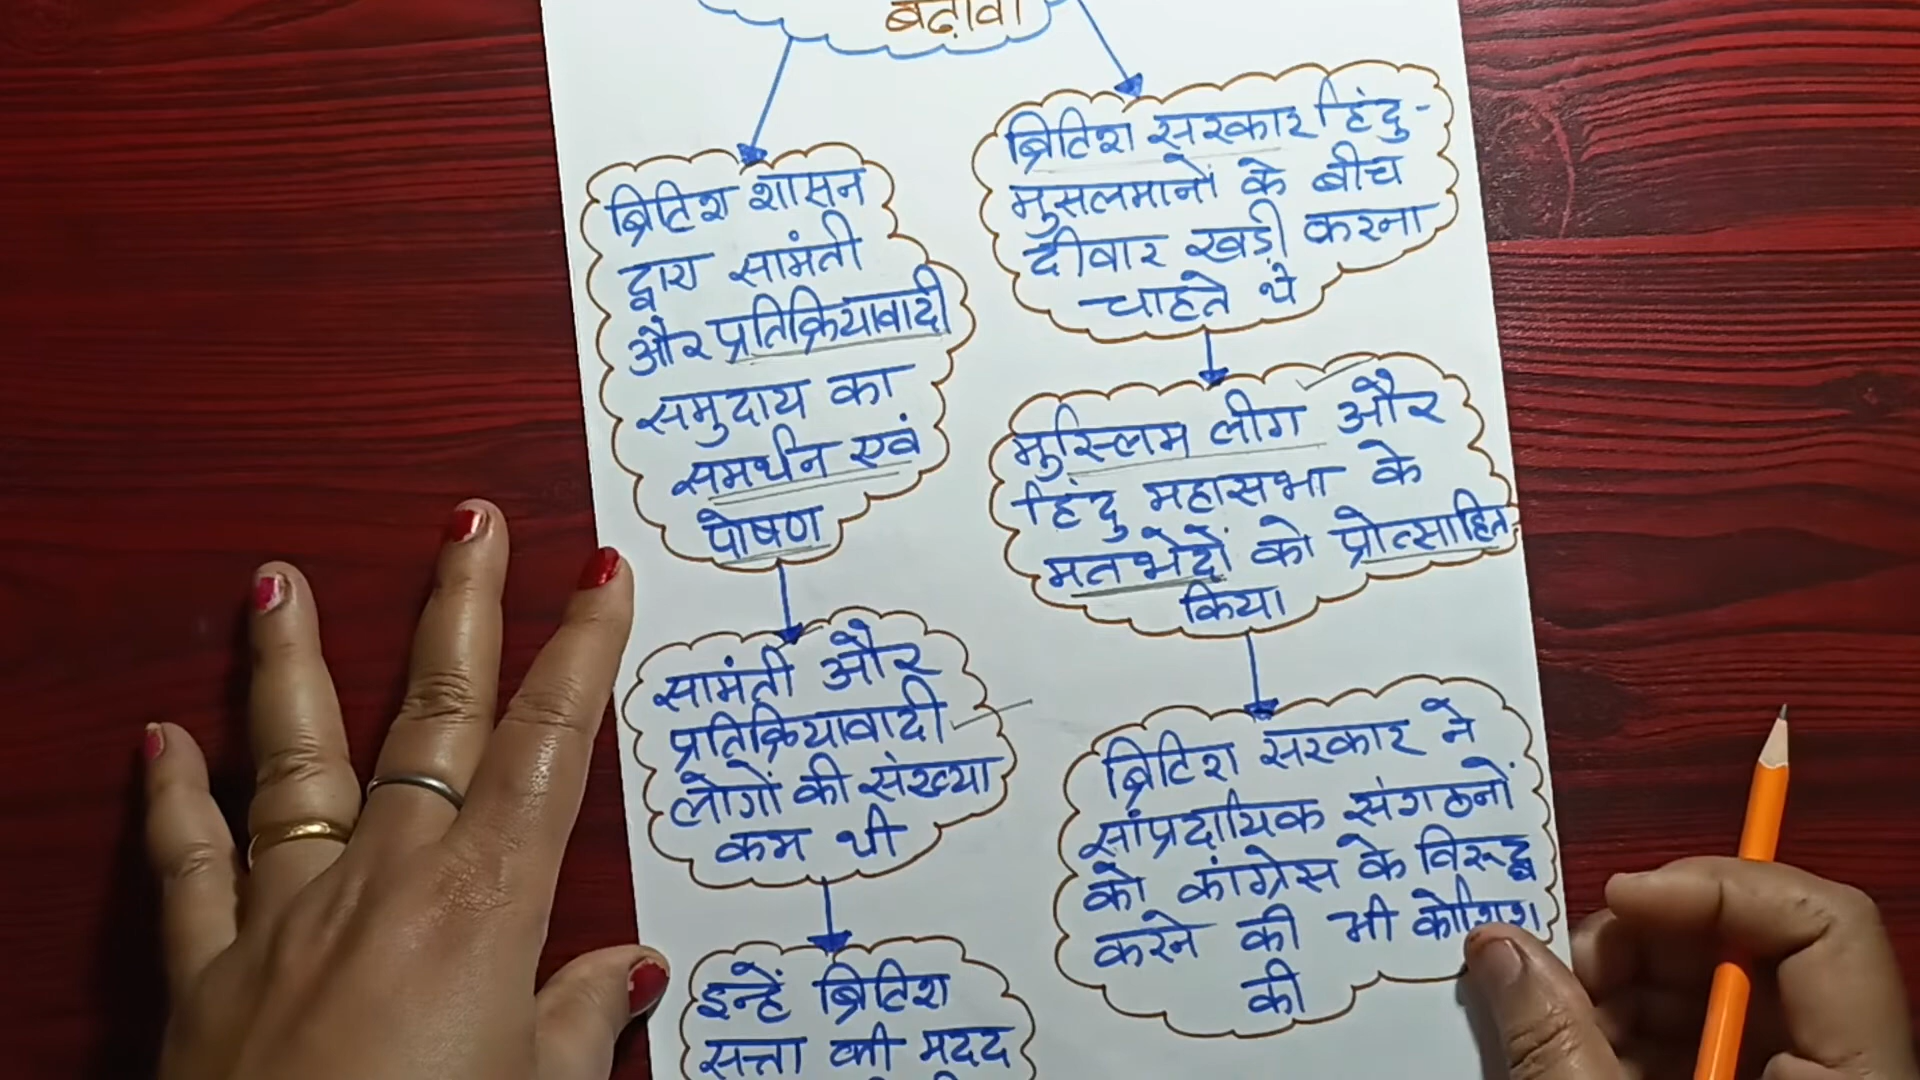 बढ़ावा
ब्रिटिश शासन
द्वारा सामंती
और प्रतिक्रियावादी
समुदाय का
समर्थन एवं
पोषण
सामंती और
प्रतिक्रियावादी
लोगों की संख्या
कम थी
इन्हें ब्रिटिश
सत्ता की मदद
ब्रिटिश सरकार हिंदु-
मुसलमानों के बीच
दीवार खड़ी करना
चाहते थे
मुस्लिम लीग और
हिंदु महासभा के
मतभेदों को प्रोत्साहित
किया
ब्रिटिश सरकार ने
सांप्रदायिक संगठनों
को कांग्रेस के विरुद्ध
करने की भी कोशिश
की